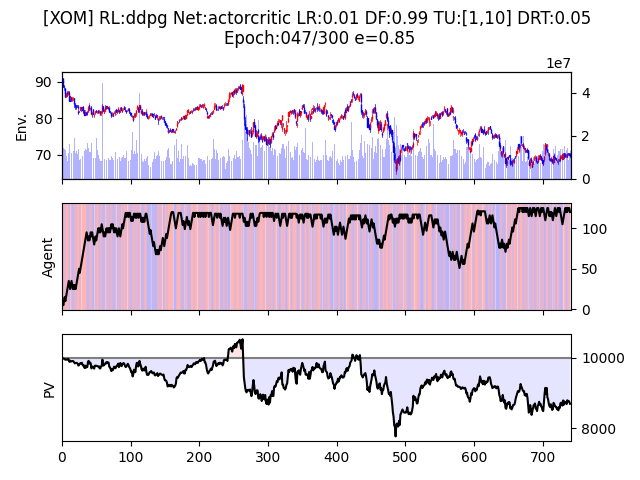 [XOM] RL:ddpg Net:actorcritic LR:0.01 DF:0.99 TU:[1,10] DRT:0.05
Epoch:047/300 e=0.85
1e7
90
80
70
Env.
4
2
0
Agent
100
50
0
PV
10000
8000
0 100 200 300 400 500 600 700